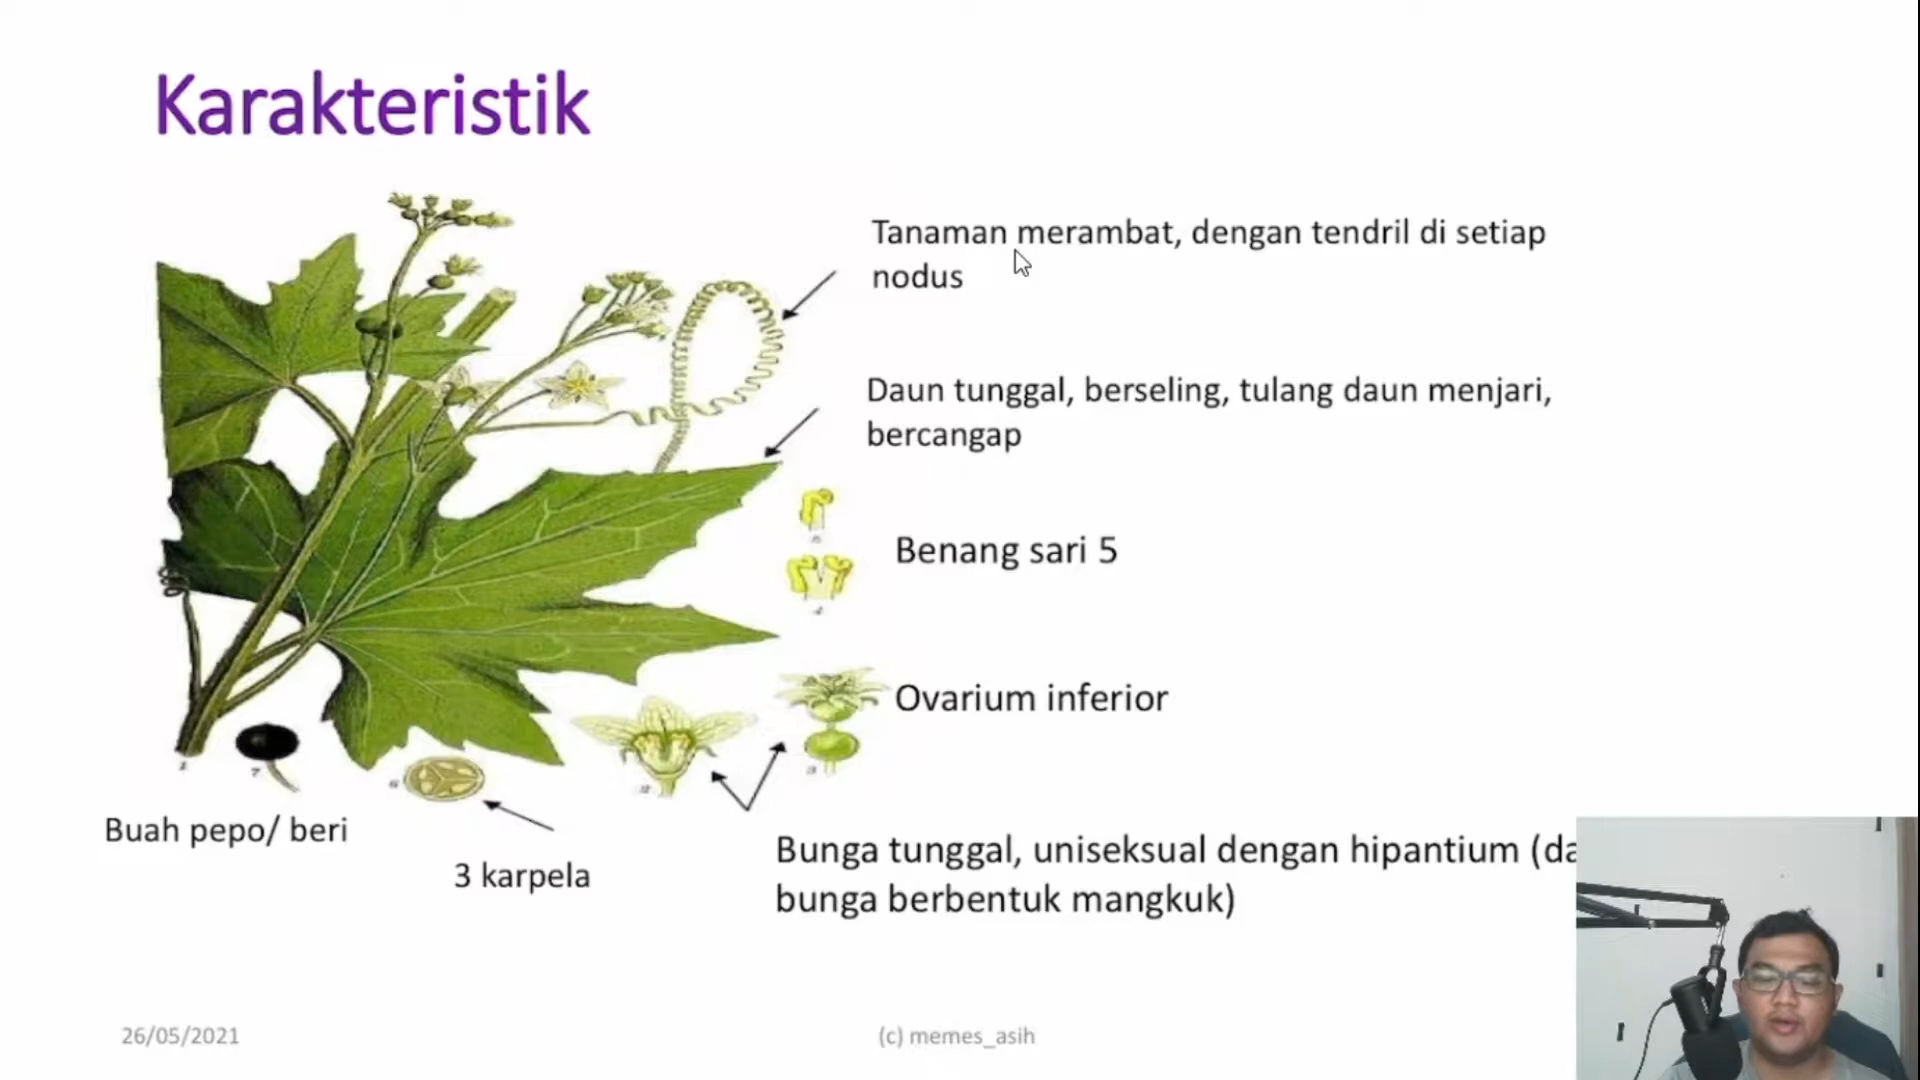 Karakteristik
Tanaman merambat, dengan tendril di setiap
nodus
Daun tunggal, berseling, tulang daun menjari,
bercangap
Benang sari 5
Ovarium inferior
Buah pepo/ beri
3 karpela
Bunga tunggal, uniseksual dengan hipantium (da
bunga berbentuk mangkuk)
26/05/2021
(c) memes_asih